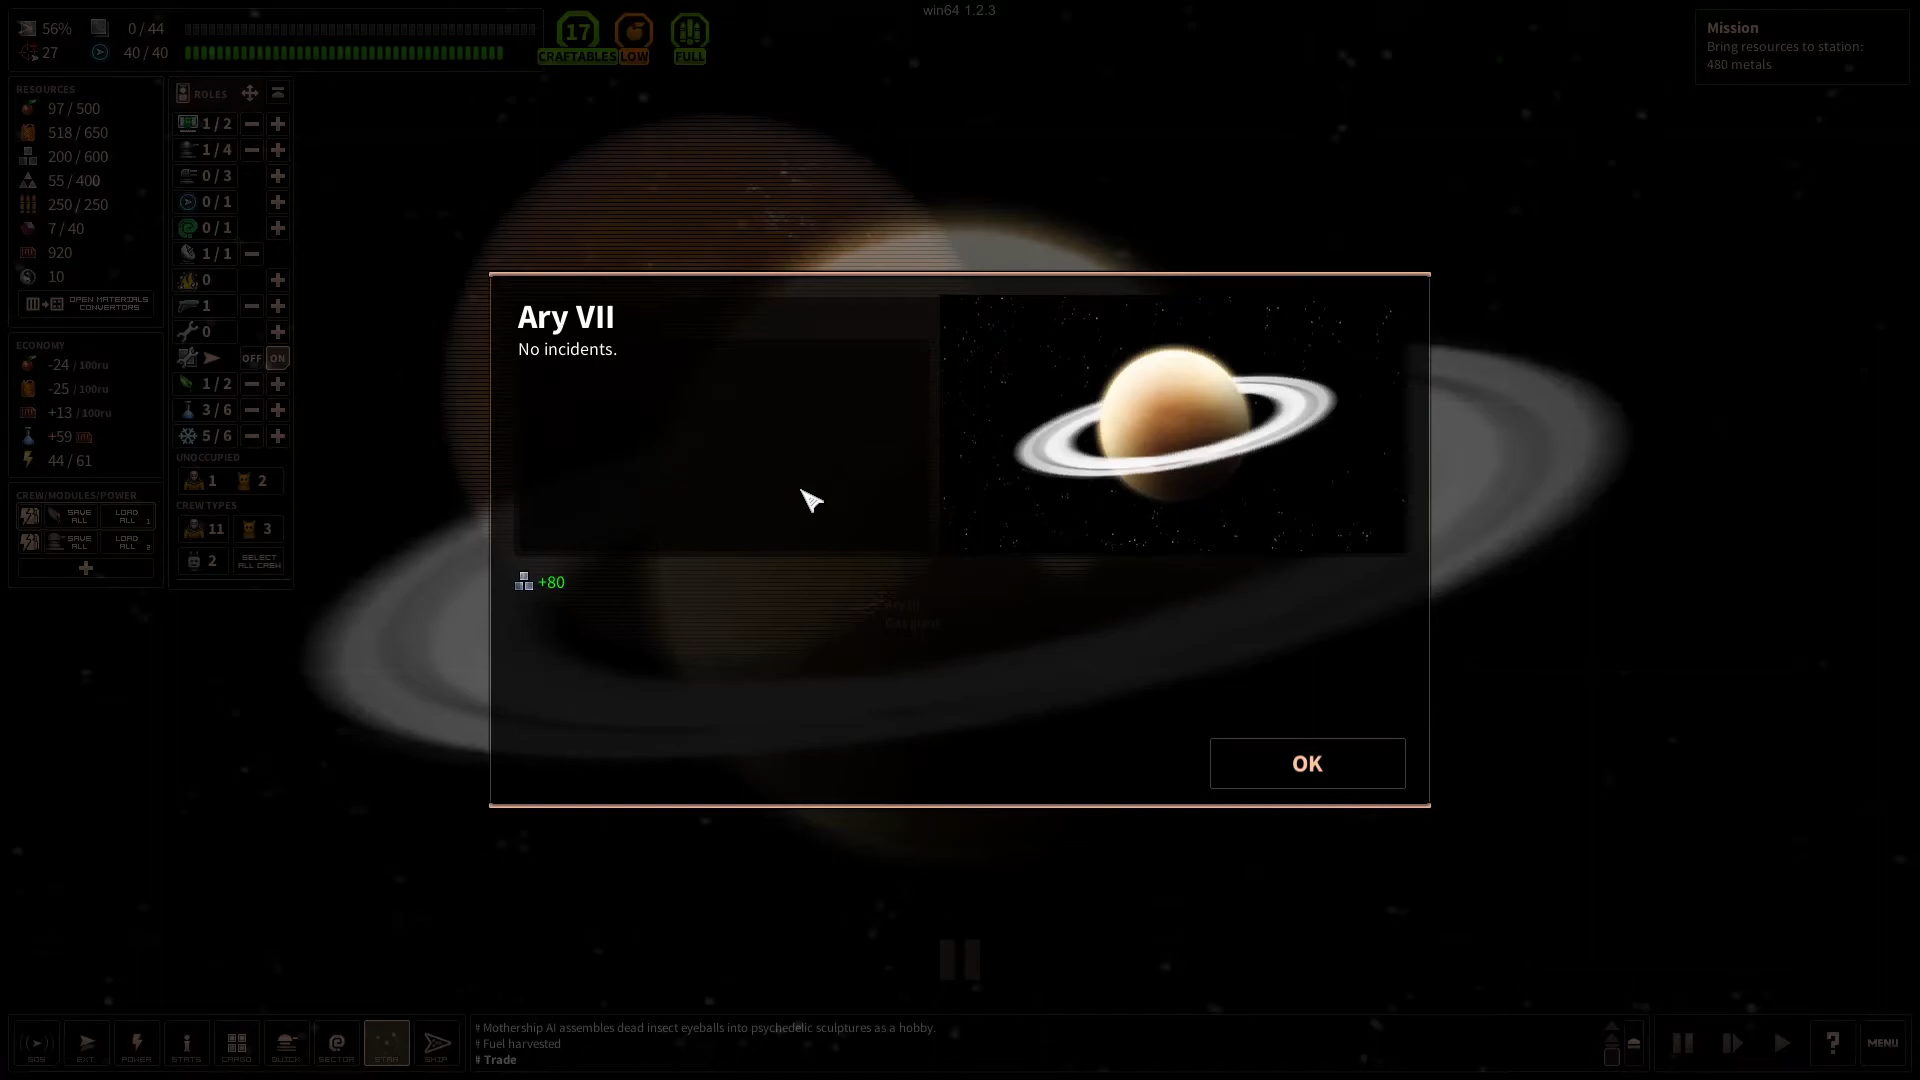 win64 1.2.3
56%
0 / 44
27
40 / 40
17
CRAFTABLES
LOW
FULL
Mission
Bring resources to station:
480 metals
RESOURCES
97 / 500
518 / 650
200 / 600
55 / 400
250 / 250
7 / 40
920
10
OPEN MATERIALS
CONVERTORS
ECONOMY
-24 / 100ru
-25 / 100ru
+13 / 100ru
+59
44 / 61
CREW/MODULES/POWER
SAVE ALL
LOAD ALL 1
SAVE ALL
LOAD ALL 2
ROLES
1 / 2
1 / 4
0 / 3
0 / 1
0 / 1
1 / 1
0
1
0
OFF ON
1 / 2
3 / 6
5 / 6
UNOCCUPIED
1 2
CREW TYPES
11 3
2
SELECT
ALL CREW
Ary VII
No incidents.
+80
OK
SOS
EXT.
POWER
STATS
CARGO
QUICK
SECTOR
STAR
SHIP
# Mothership AI assembles dead insect eyeballs into psychedelic sculptures as a hobby.
# Fuel harvested
# Trade
?
MENU